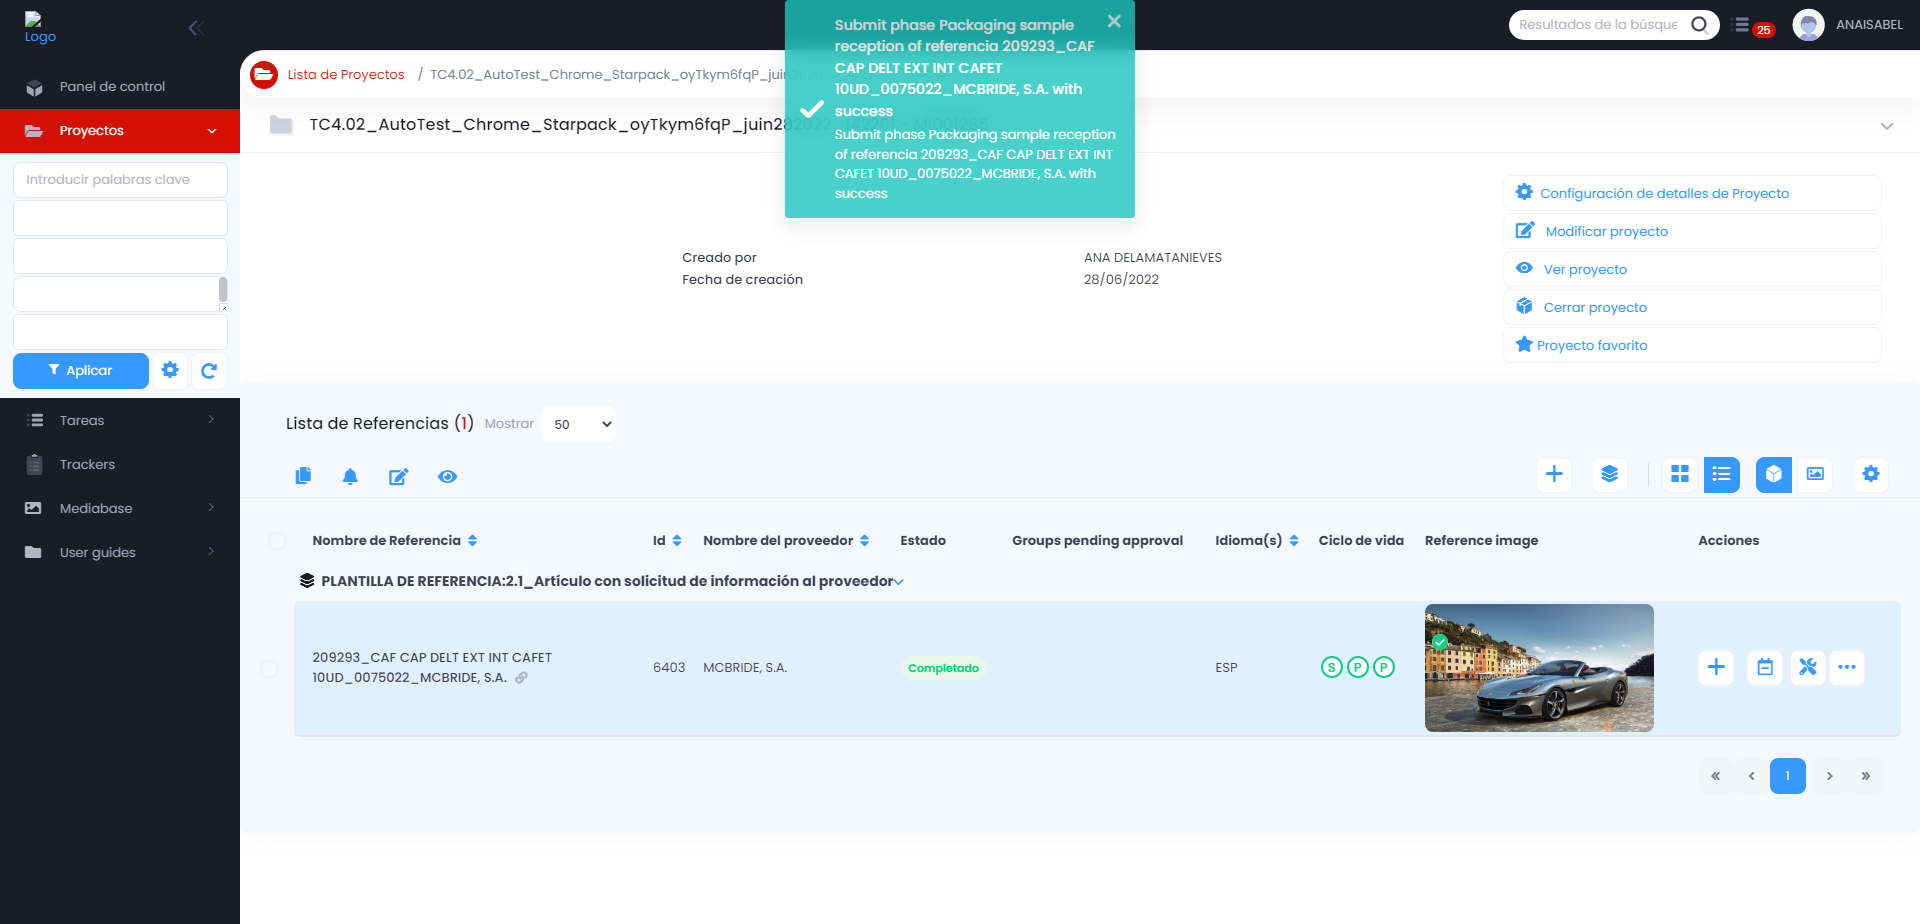 Logo
Resultados de la búsque
25
ANAISABEL
Submit phase Packaging sample
reception of referencia 209293_CAF
CAP DELT EXT INT CAFET
10UD_0075022_MCBRIDE, S.A. with
success
Submit phase Packaging sample reception
of referencia 209293_CAF CAP DELT EXT INT
CAFET 10UD_0075022_MCBRIDE, S.A. with
success
Panel de control
Lista de Proyectos / TC4.02_AutoTest_Chrome_Starpack_oyTkym6fqP_juin
Proyectos
TC4.02_AutoTest_Chrome_Starpack_oyTkym6fqP_juin282022
Introducir palabras clave
Aplicar
Configuración de detalles de Proyecto
Modificar proyecto
Creado por ANA DELAMATANIEVES
Ver proyecto
Fecha de creación 28/06/2022
Cerrar proyecto
Proyecto favorito
Tareas
Trackers
Mediabase
User guides
Lista de Referencias (1) Mostrar 50
Nombre de Referencia Id Nombre del proveedor Estado Groups pending approval Idioma(s) Ciclo de vida Reference image Acciones
PLANTILLA DE REFERENCIA:2.1_Artículo con solicitud de información al proveedor
209293_CAF CAP DELT EXT INT CAFET
10UD_0075022_MCBRIDE, S.A.
6403 MCBRIDE, S.A. Completado ESP S P P
« ‹ 1 › »